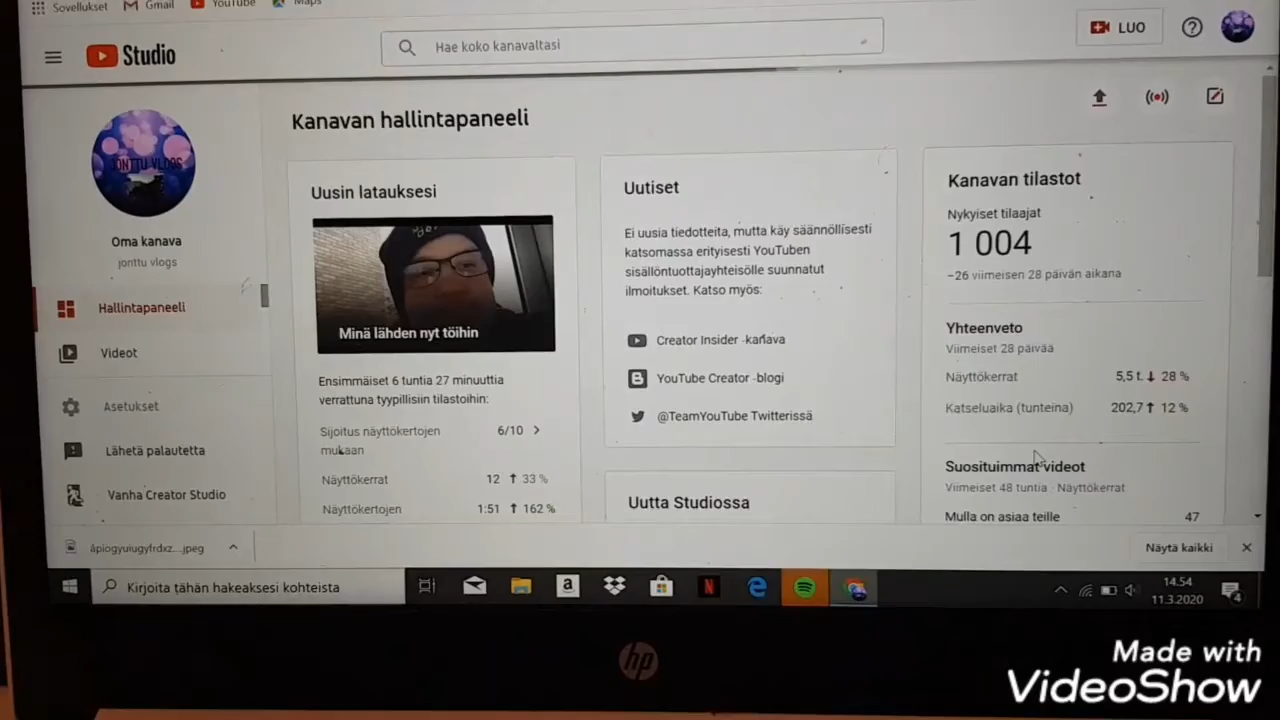 Sovellukset Gmail YouTube Maps
Studio
Hae koko kanavaltasi
LUO
JONTTU VLOGS
Oma kanava
jonttu vlogs
Hallintapaneeli
Videot
Asetukset
Lähetä palautetta
Vanha Creator Studio
Kanavan hallintapaneeli
Uusin latauksesi
Minä lähden nyt töihin
Ensimmäiset 6 tuntia 27 minuuttia
verrattuna tyypillisiin tilastoihin:
Sijoitus näyttökertojen 6/10
mukaan
Näyttökerrat 12 ↑ 33 %
Näyttökertojen 1:51 ↑ 162 %
Uutiset
Ei uusia tiedotteita, mutta käy säännöllisesti
katsomassa erityisesti YouTuben
sisällöntuottajayhteisölle suunnatut
ilmoitukset. Katso myös:
Creator Insider -kanava
YouTube Creator -blogi
@TeamYouTube Twitterissä
Uutta Studiossa
Kanavan tilastot
Nykyiset tilaajat
1 004
−26 viimeisen 28 päivän aikana
Yhteenveto
Viimeiset 28 päivää
Näyttökerrat 5,5 t. ↓ 28 %
Katseluaika (tunteina) 202,7 ↑ 12 %
Suosituimmat videot
Viimeiset 48 tuntia · Näyttökerrat
Mulla on asiaa teille 47
åpiogyuiugyfrdxz....jpeg
Näytä kaikki
Kirjoita tähän hakeaksesi kohteista
14.54
11.3.2020
4
hp
Made with
VideoShow